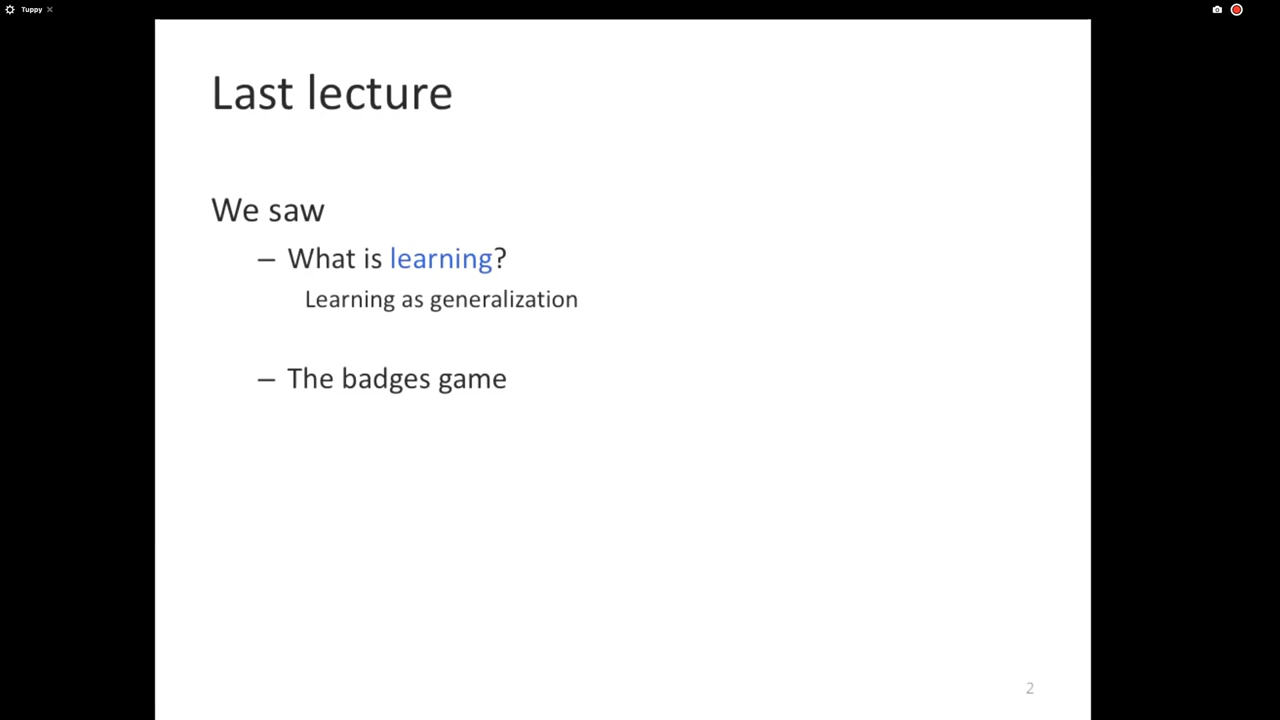 Tuppy
Last lecture
We saw
– What is learning?
Learning as generalization
– The badges game
2